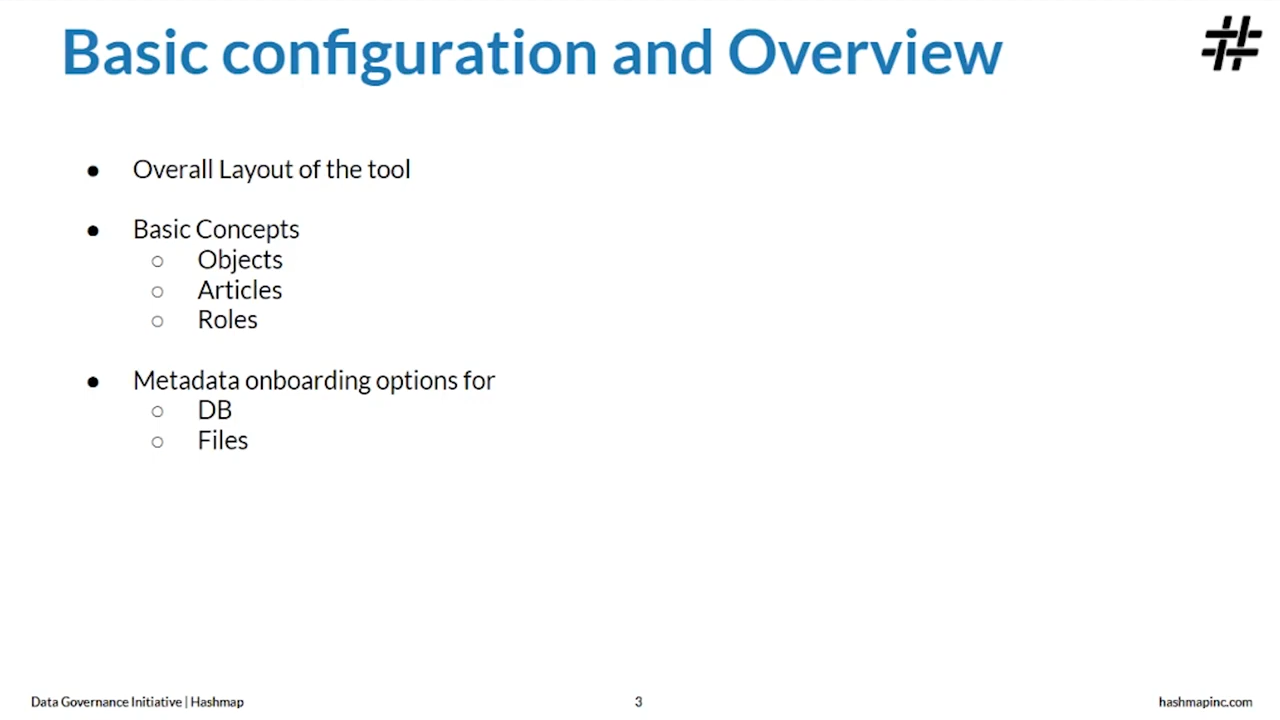 Basic configuration and Overview
● Overall Layout of the tool
● Basic Concepts
○ Objects
○ Articles
○ Roles
● Metadata onboarding options for
○ DB
○ Files
Data Governance Initiative | Hashmap
3
hashmapinc.com